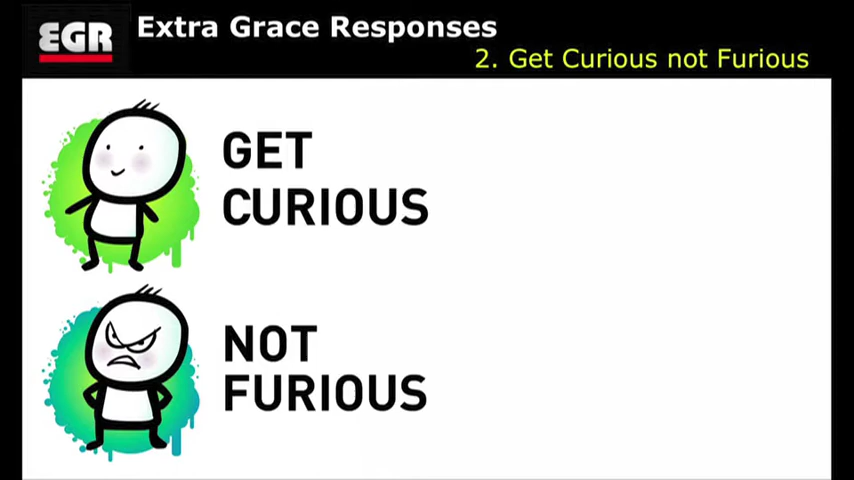 EGR
Extra Grace Responses
2. Get Curious not Furious
GET
CURIOUS
NOT
FURIOUS